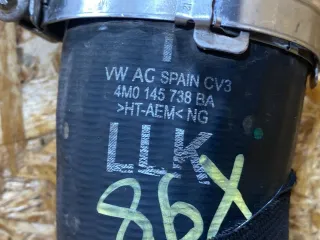 VW AG SPAIN CV3
4M0 145 738 BA
>HT-AEM< NG
LLK
86X